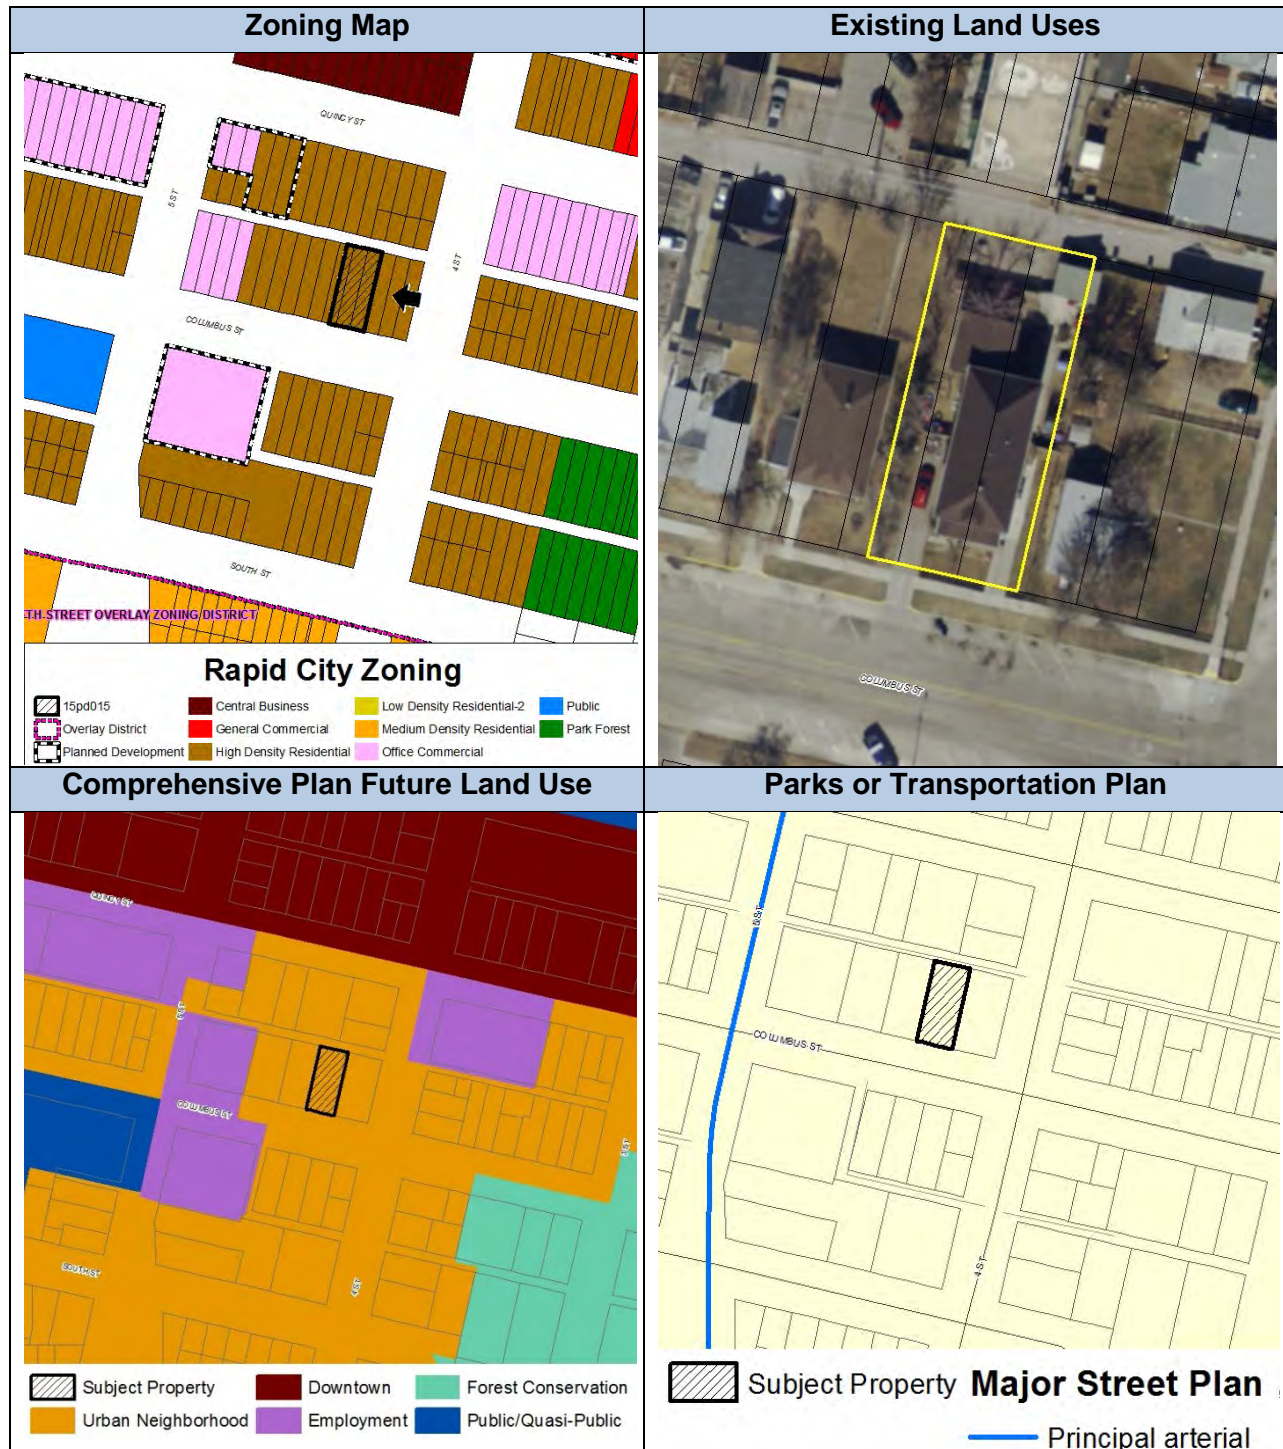 Zoning Map
Existing Land Uses
QUINCY ST
5 ST
4 ST
COLUMBUS ST
SOUTH ST
TH STREET OVERLAY ZONING DISTRICT
Rapid City Zoning
15pd015
Central Business
Low Density Residential-2
Public
Overlay District
General Commercial
Medium Density Residential
Park Forest
Planned Development
High Density Residential
Office Commercial
COLUMBUS ST
Comprehensive Plan Future Land Use
Parks or Transportation Plan
QUINCY ST
5 ST
COLUMBUS ST
3 ST
SOUTH ST
4 ST
Subject Property
Downtown
Forest Conservation
Urban Neighborhood
Employment
Public/Quasi-Public
5 ST
COLUMBUS ST
4 ST
Subject Property
Major Street Plan
Principal arterial